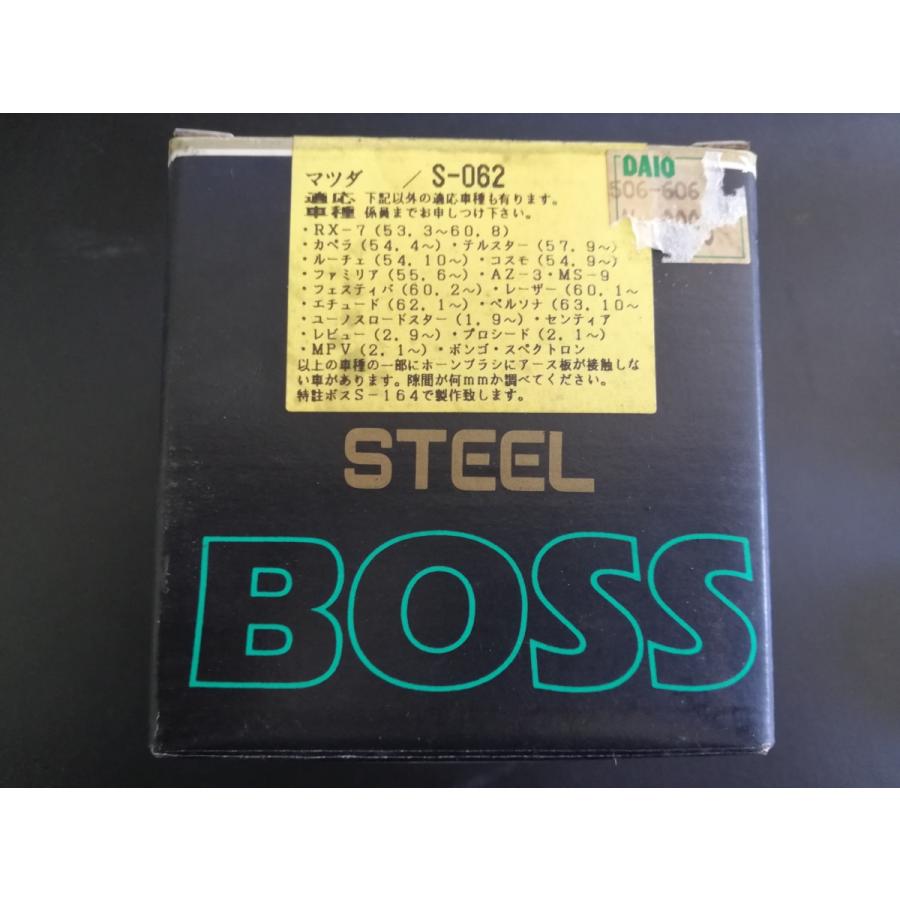 マツダ / S-062
適応 下記以外の適応車種も有ります。
車種 係員までお申しつけ下さい。
・RX-7(53.3～60.8)
・カペラ(54.4～)・テルスター(57.9～)
・ルーチェ(54.10～)・コスモ(54.9～)
・ファミリア(55.6～)・AZ-3・MS-9
・フェスティバ(60.2～)・レーザー(60.1～
・エチュード(62.1～)・ペルソナ(63.10～
・ユーノスロードスター(1.9～)・センティア
・レビュー(2.9～)・プロシード(2.1～)
・MPV(2.1～)・ボンゴ・スペクトロン
以上の車種の一部にホーンブラシにアース板が接触しな
い車があります。隙間が何mmか調べてください。
特註ボスS-164で製作致します。
DAIO
506-606
STEEL
BOSS